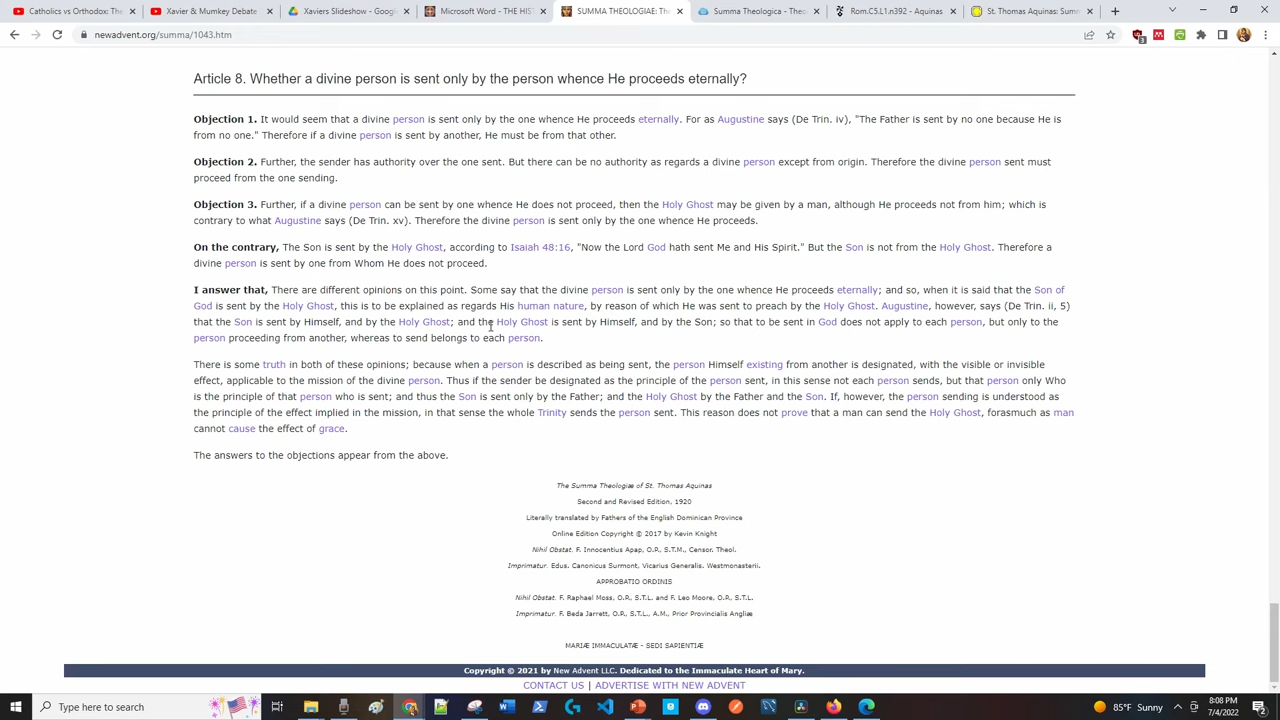 Catholics vs Orthodox: The
Xavier & Mumkey Debate
Xaviers Slideshow - Google
Microsoft Word - THE HIST
SUMMA THEOLOGIAE: The
Summa Theologica - Thes
Rom.C5.L1.n392 - Aquinas
St. Thomas Aquinas: Sum
newadvent.org/summa/1043.htm
3
Article 8. Whether a divine person is sent only by the person whence He proceeds eternally?
Objection 1. It would seem that a divine person is sent only by the one whence He proceeds eternally. For as Augustine says (De Trin. iv), "The Father is sent by no one because He is
from no one." Therefore if a divine person is sent by another, He must be from that other.
Objection 2. Further, the sender has authority over the one sent. But there can be no authority as regards a divine person except from origin. Therefore the divine person sent must
proceed from the one sending.
Objection 3. Further, if a divine person can be sent by one whence He does not proceed, then the Holy Ghost may be given by a man, although He proceeds not from him; which is
contrary to what Augustine says (De Trin. xv). Therefore the divine person is sent only by the one whence He proceeds.
On the contrary, The Son is sent by the Holy Ghost, according to Isaiah 48:16, "Now the Lord God hath sent Me and His Spirit." But the Son is not from the Holy Ghost. Therefore a
divine person is sent by one from Whom He does not proceed.
I answer that, There are different opinions on this point. Some say that the divine person is sent only by the one whence He proceeds eternally; and so, when it is said that the Son of
God is sent by the Holy Ghost, this is to be explained as regards His human nature, by reason of which He was sent to preach by the Holy Ghost. Augustine, however, says (De Trin. ii, 5)
that the Son is sent by Himself, and by the Holy Ghost; and the Holy Ghost is sent by Himself, and by the Son; so that to be sent in God does not apply to each person, but only to the
person proceeding from another, whereas to send belongs to each person.
There is some truth in both of these opinions; because when a person is described as being sent, the person Himself existing from another is designated, with the visible or invisible
effect, applicable to the mission of the divine person. Thus if the sender be designated as the principle of the person sent, in this sense not each person sends, but that person only Who
is the principle of that person who is sent; and thus the Son is sent only by the Father; and the Holy Ghost by the Father and the Son. If, however, the person sending is understood as
the principle of the effect implied in the mission, in that sense the whole Trinity sends the person sent. This reason does not prove that a man can send the Holy Ghost, forasmuch as man
cannot cause the effect of grace.
The answers to the objections appear from the above.
The Summa Theologiæ of St. Thomas Aquinas
Second and Revised Edition, 1920
Literally translated by Fathers of the English Dominican Province
Online Edition Copyright © 2017 by Kevin Knight
Nihil Obstat. F. Innocentius Apap, O.P., S.T.M., Censor. Theol.
Imprimatur. Edus. Canonicus Surmont, Vicarius Generalis. Westmonasterii.
APPROBATIO ORDINIS
Nihil Obstat. F. Raphael Moss, O.P., S.T.L. and F. Leo Moore, O.P., S.T.L.
Imprimatur. F. Beda Jarrett, O.P., S.T.L., A.M., Prior Provincialis Angliæ
MARIÆ IMMACULATÆ - SEDI SAPIENTIÆ
Copyright © 2021 by New Advent LLC. Dedicated to the Immaculate Heart of Mary.
CONTACT US | ADVERTISE WITH NEW ADVENT
Type here to search
85°F Sunny
8:08 PM
7/4/2022